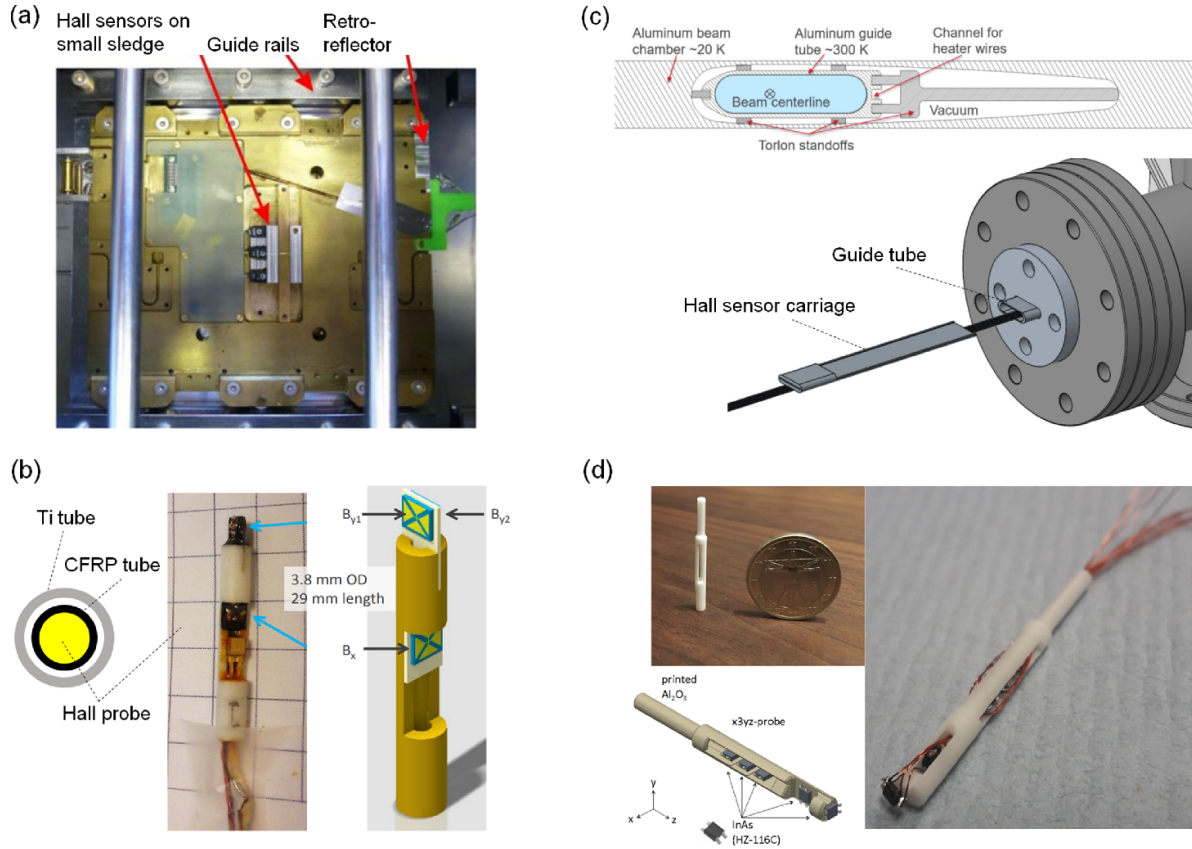 (a)
Hall sensors on
small sledge
Guide rails
Retro-
reflector
(b)
Ti tube
CFRP tube
Hall probe
3.8 mm OD
29 mm length
By1
By2
Bx
(c)
Aluminum beam
chamber ~20 K
Aluminum guide
tube ~300 K
Channel for
heater wires
Beam centerline
Vacuum
Torlon standoffs
Guide tube
Hall sensor carriage
(d)
printed
Al2O3
x3yz-probe
y
x
z
InAs
(HZ-116C)